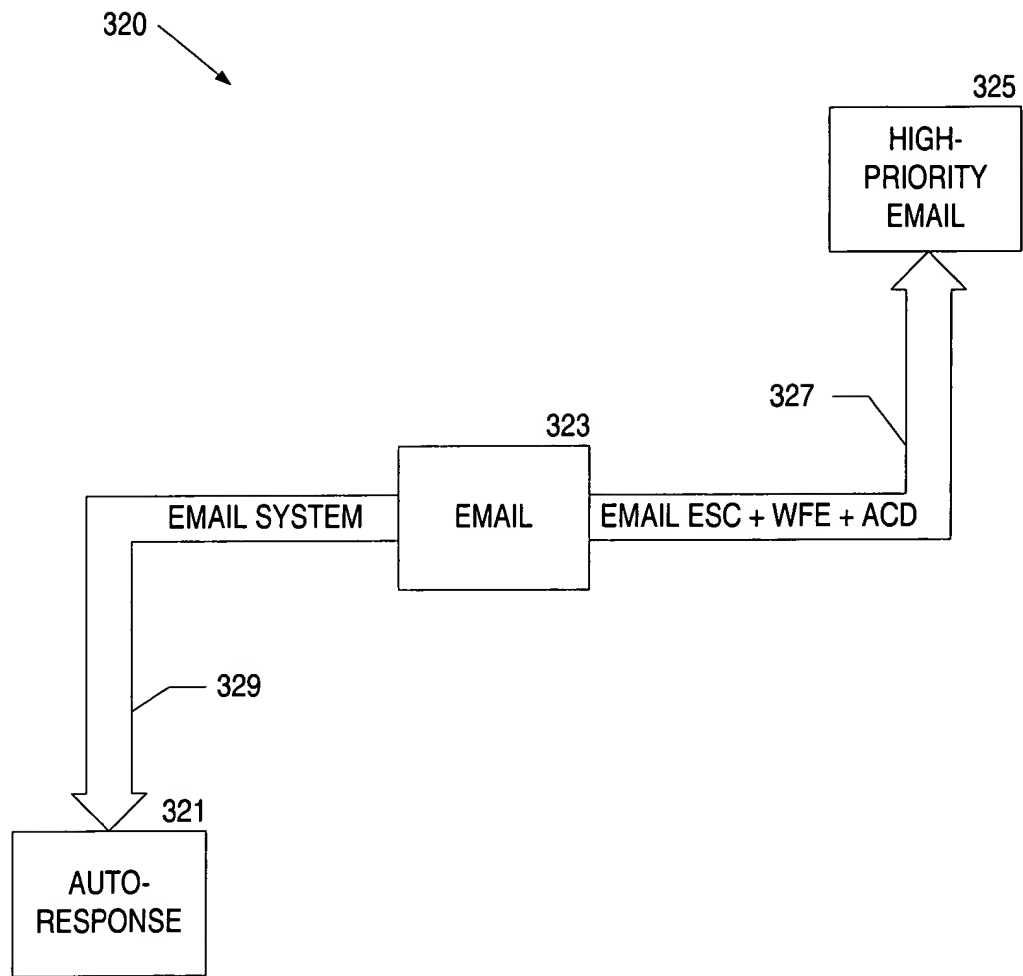 320
325
HIGH-
PRIORITY
EMAIL
327
323
EMAIL SYSTEM
EMAIL
EMAIL ESC + WFE + ACD
329
321
AUTO-
RESPONSE